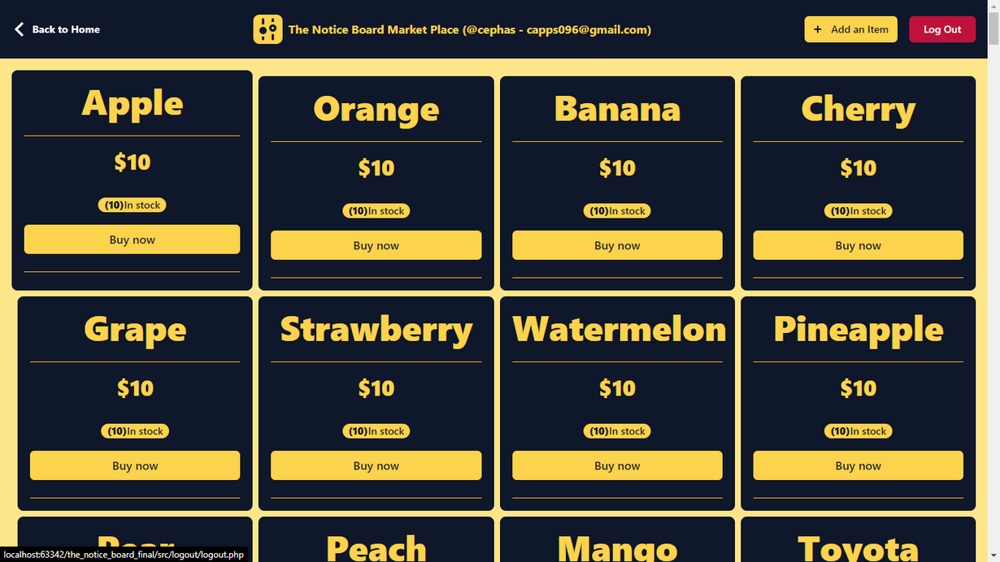 Back to Home
The Notice Board Market Place (@cephas - capps096@gmail.com)
+ Add an Item
Log Out
Apple Orange Banana Cherry
$10 $10 $10 $10
(10)In stock (10)In stock (10)In stock (10)In stock
Buy now Buy now Buy now Buy now
Grape Strawberry Watermelon Pineapple
$10 $10 $10 $10
(10)In stock (10)In stock (10)In stock (10)In stock
Buy now Buy now Buy now Buy now
Pear Peach Mango Toyota
localhost:63342/the_notice_board_final/src/logout/logout.php